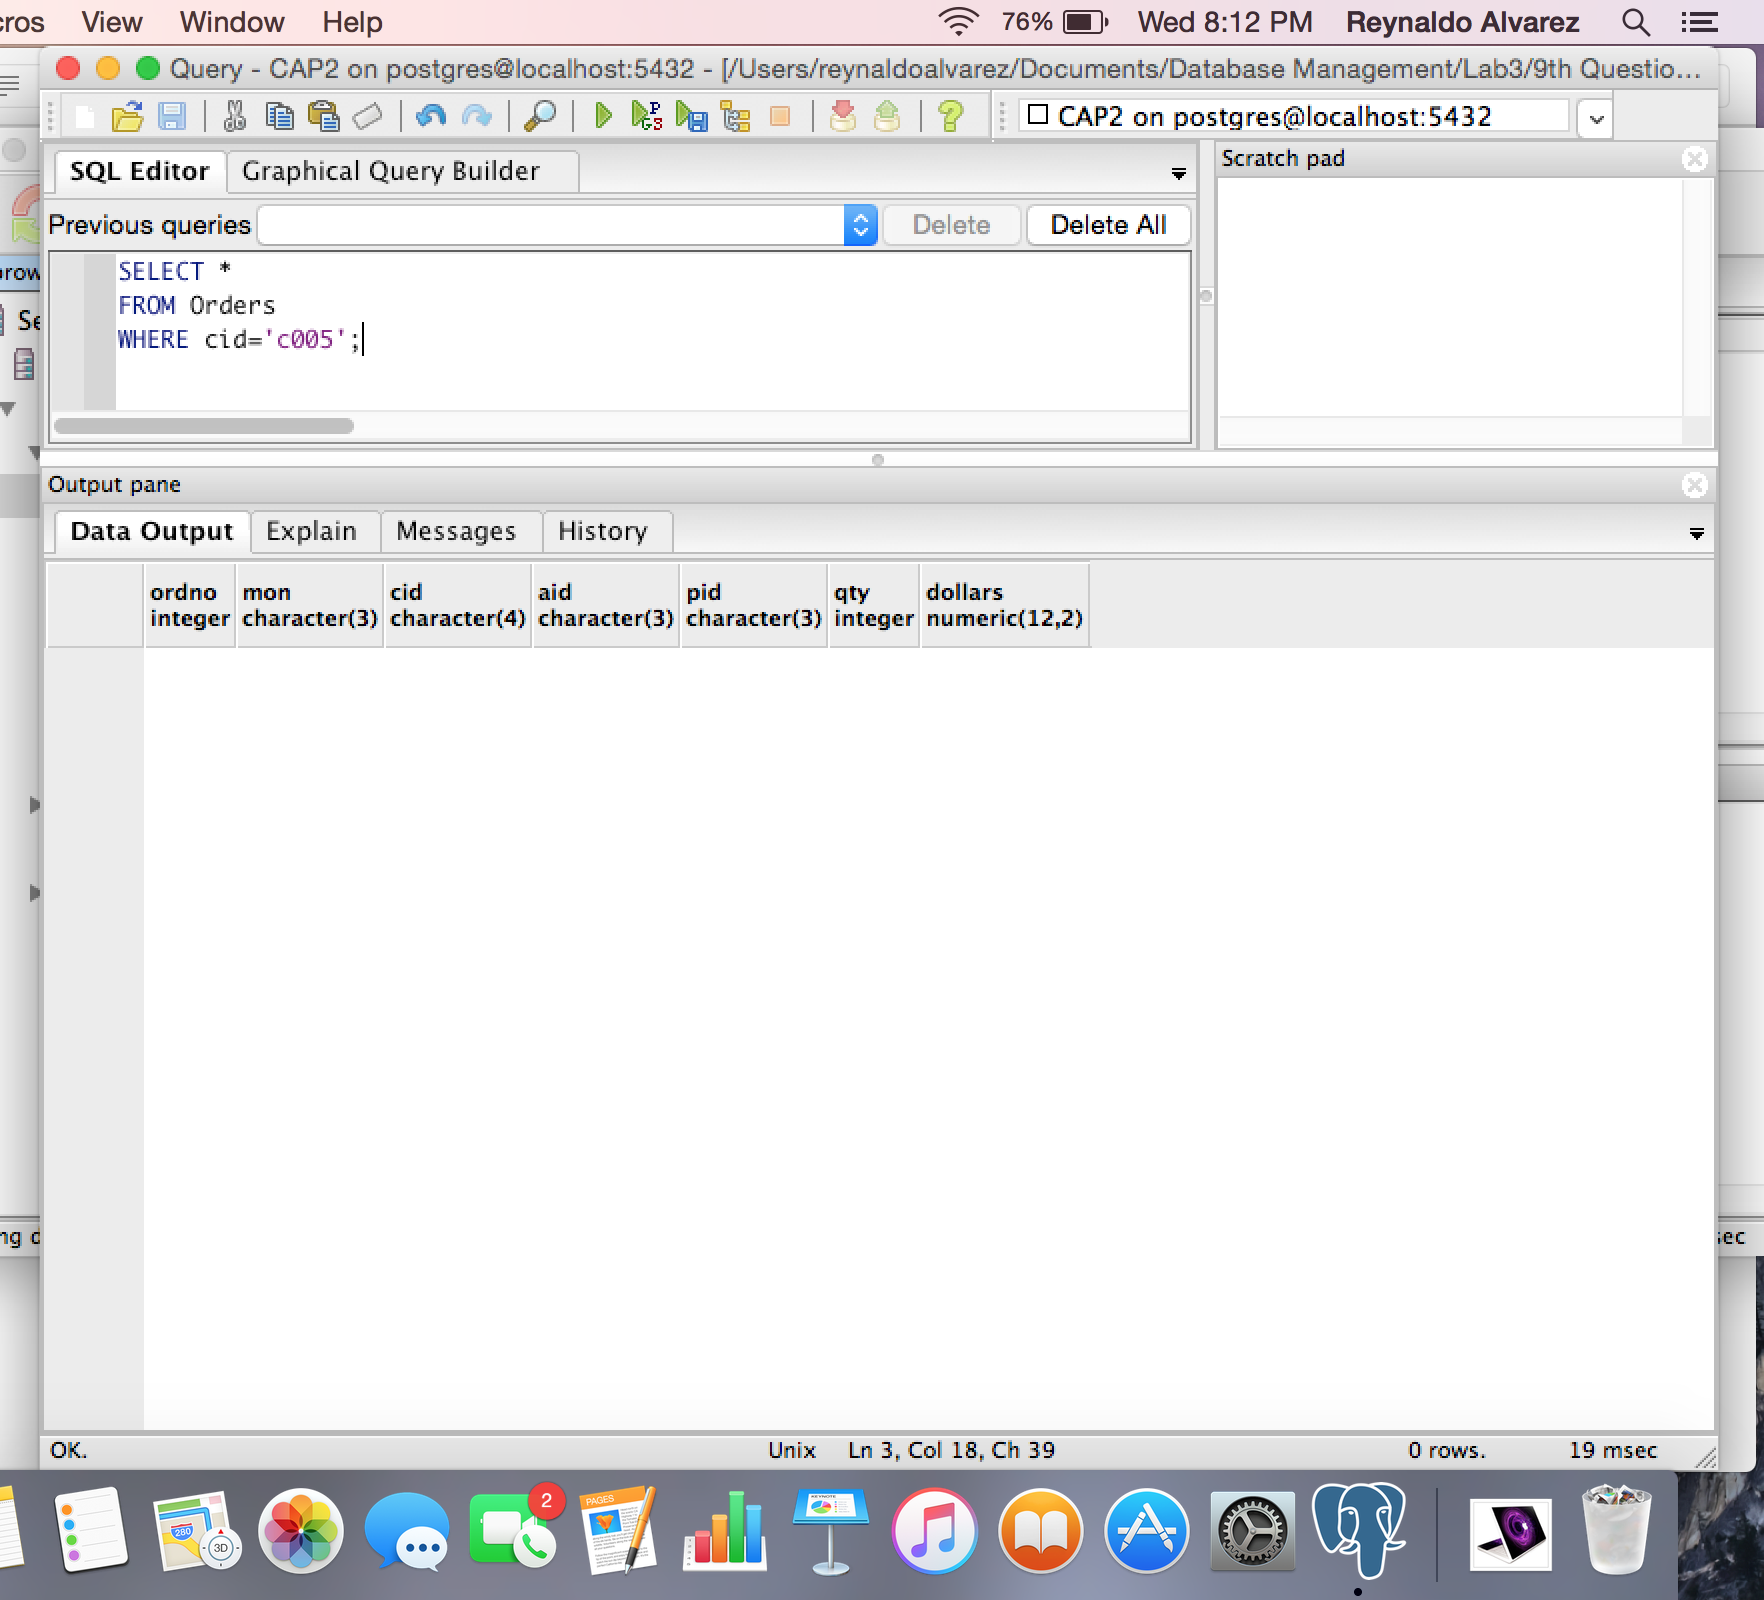 cros View Window Help 76% Wed 8:12 PM Reynaldo Alvarez
Query - CAP2 on postgres@localhost:5432 - [/Users/reynaldoalvarez/Documents/Database Management/Lab3/9th Questio...
CAP2 on postgres@localhost:5432
SQL Editor Graphical Query Builder
Scratch pad
Previous queries Delete Delete All
SELECT *
FROM Orders
WHERE cid='c005';
Output pane
Data Output Explain Messages History
ordno mon cid aid pid qty dollars
integer character(3) character(4) character(3) character(3) integer numeric(12,2)
OK. Unix Ln 3, Col 18, Ch 39 0 rows. 19 msec
280
3D
2
PAGES
KEYNOTE